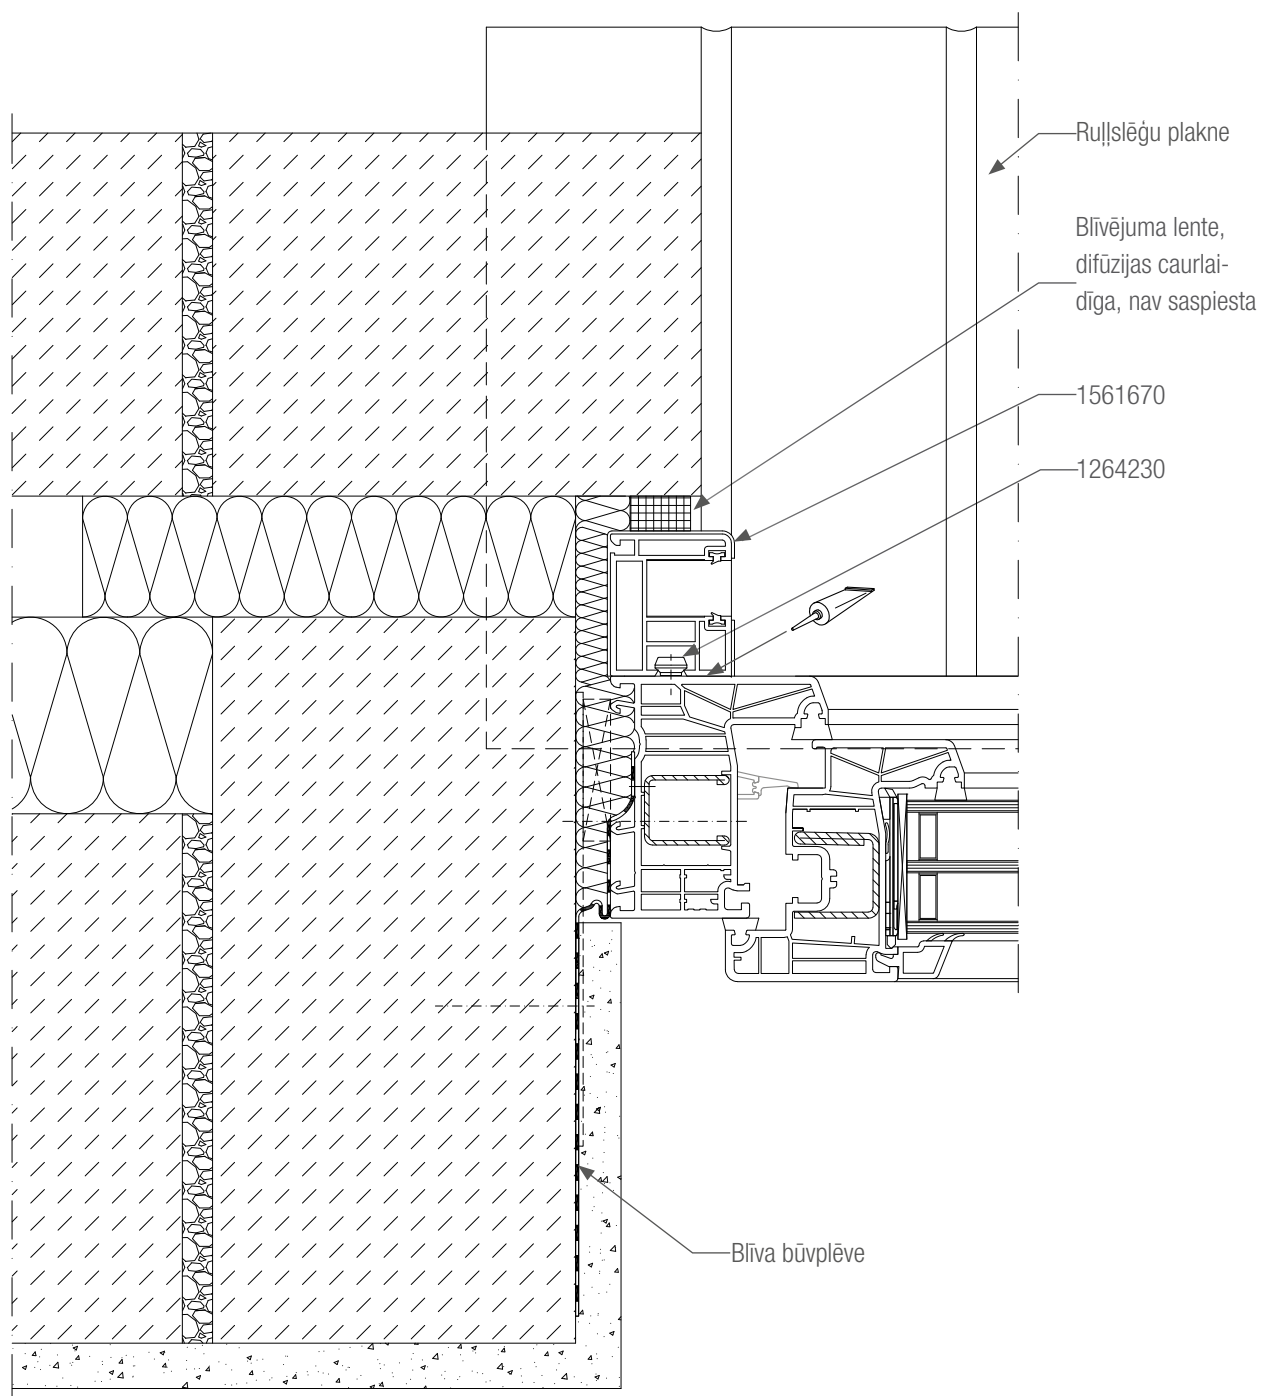 Ruļļslēģu plakne
Blīvējuma lente,
difūzijas caurlai-
dīga, nav saspiesta
1561670
1264230
Blīva būvplēve